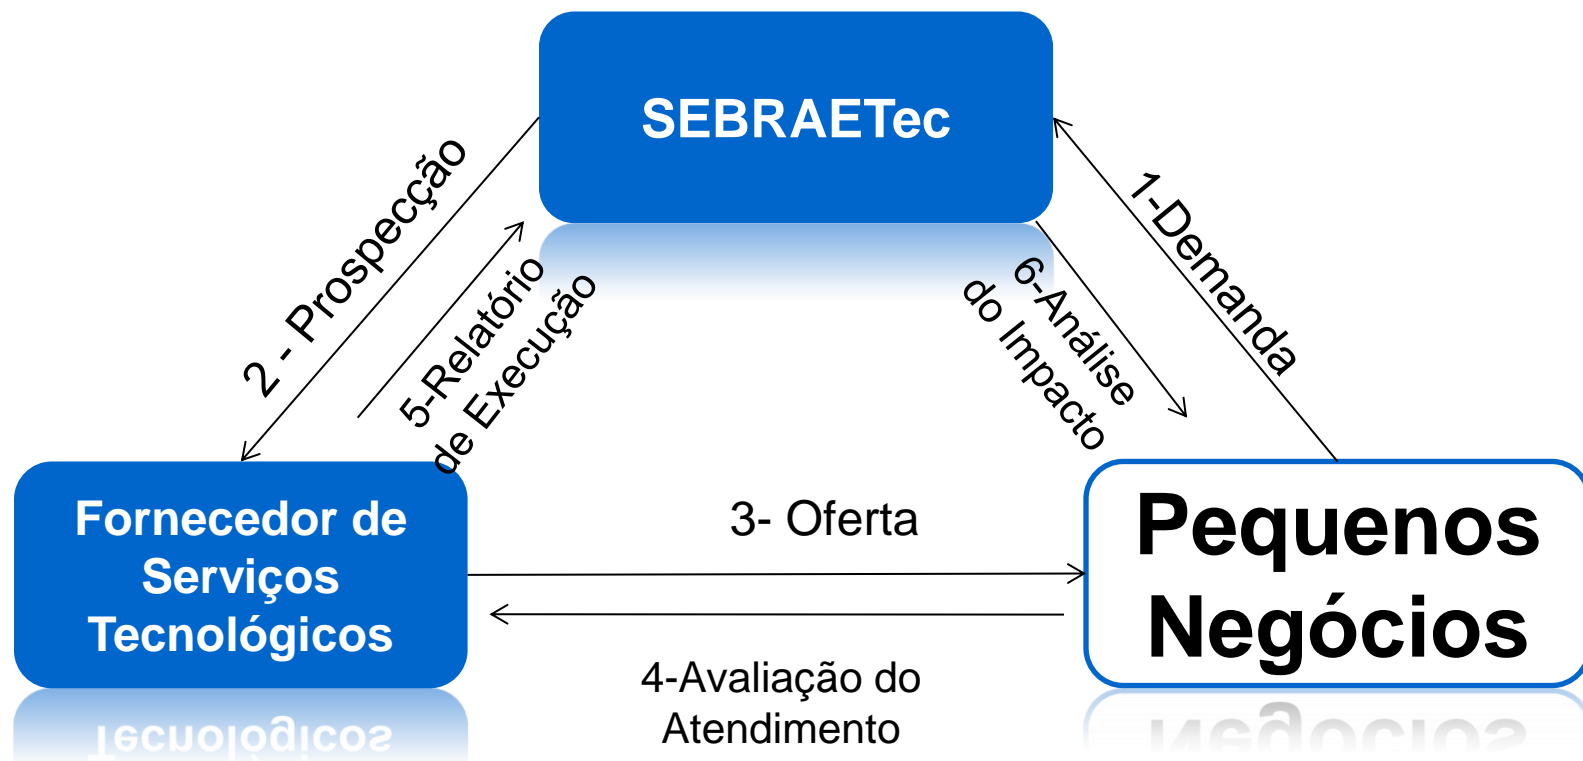 SEBRAETec
2 - Prospecção
1-Demanda
5-Relatório
de Execução
6-Análise
do Impacto
Fornecedor de
Serviços
Tecnológicos
3- Oferta
Pequenos
Negócios
4-Avaliação do
Atendimento